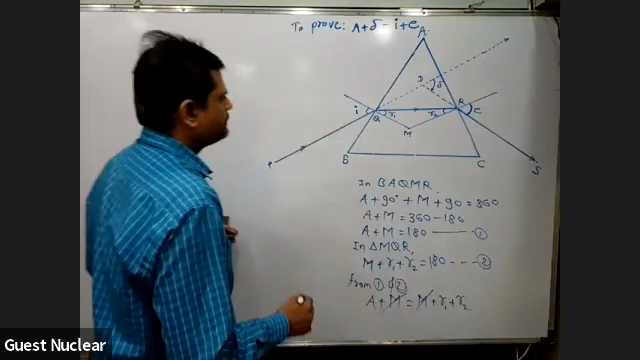 To prove: A+δ-i+e
A
D
δ
i
Q
r₁
r₂
R
e
M
B
C
P
S
In BAQMR,
A+90°+M+90=360
A+M=360-180
A+M=180 ——— ①
In ΔMQR,
M+r₁+r₂=180 --- ②
from ① & ②
A+M=M+r₁+r₂
Guest Nuclear